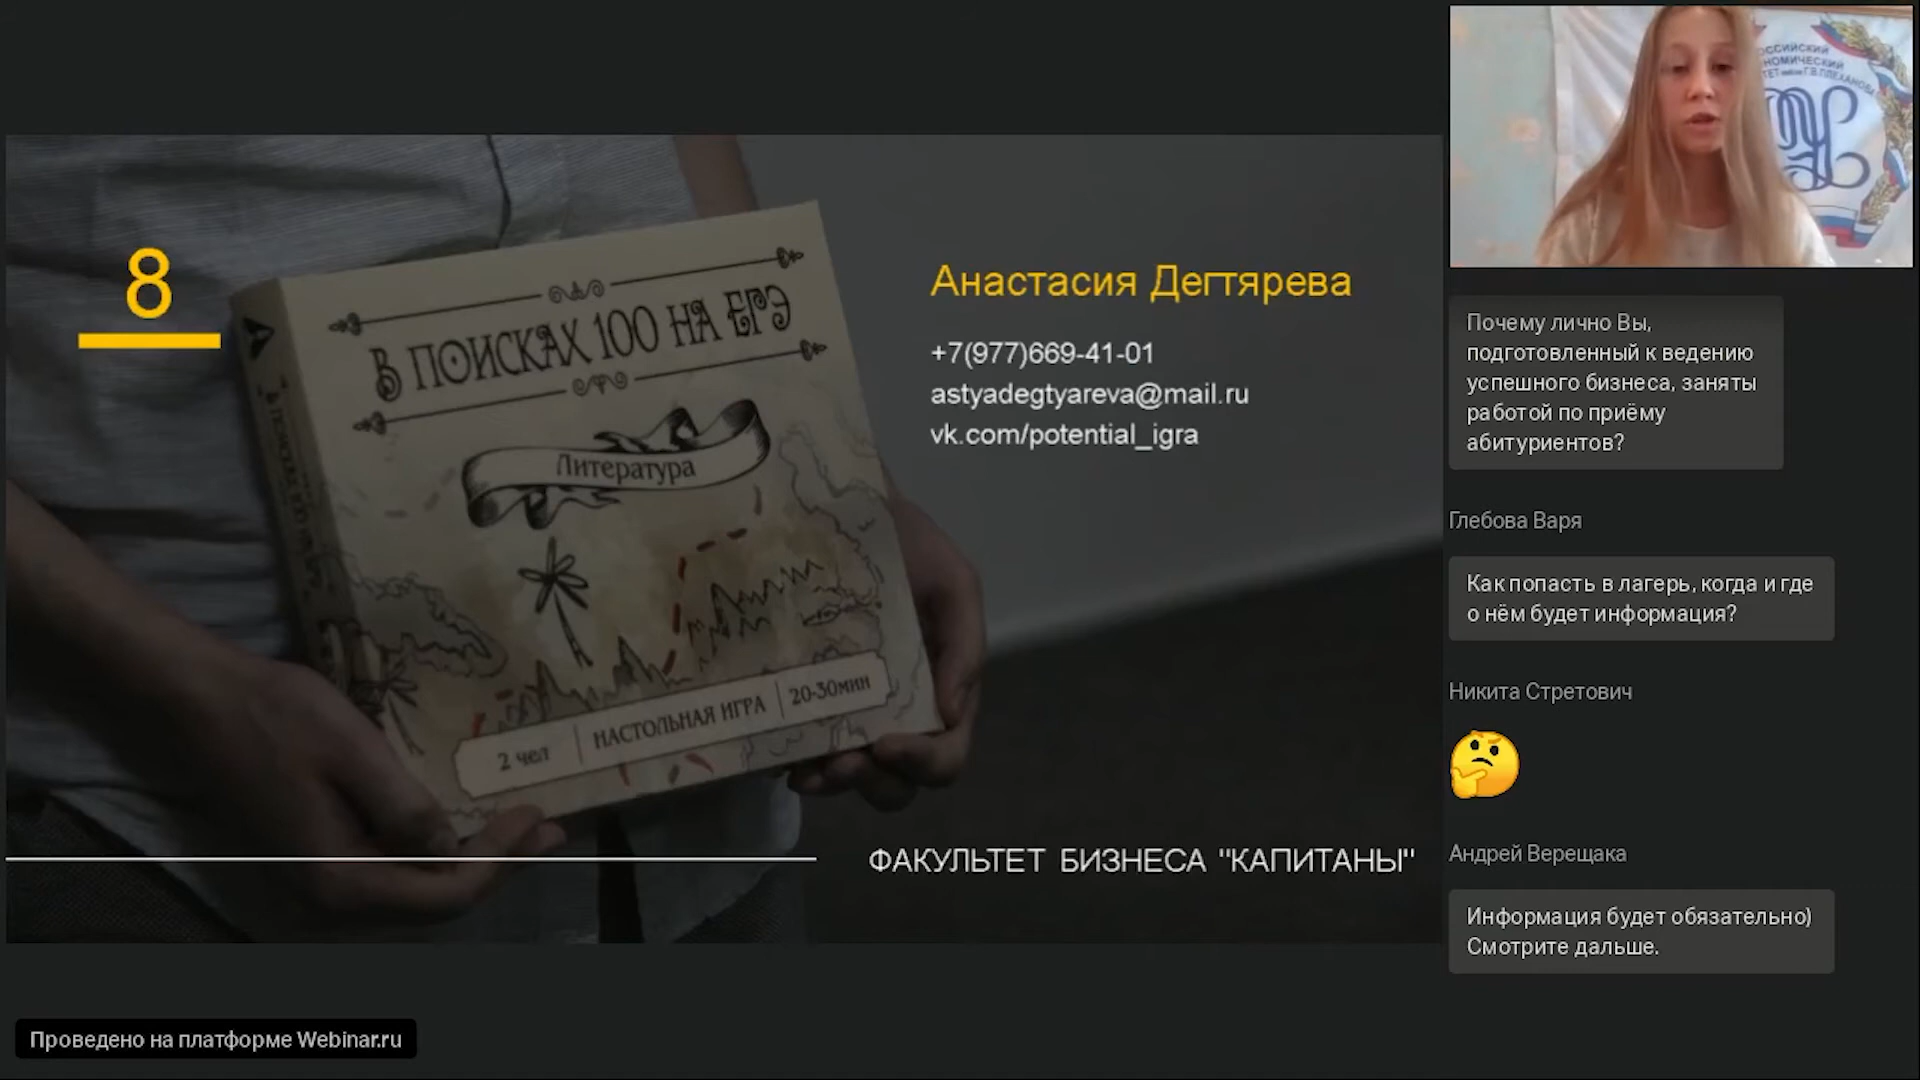 8
В ПОИСКАХ 100 НА ЕГЭ
Литература
2 чел
НАСТОЛЬНАЯ ИГРА
20-30мин
Анастасия Дегтярева
+7(977)669-41-01
astyadegtyareva@mail.ru
vk.com/potential_igra
ФАКУЛЬТЕТ БИЗНЕСА "КАПИТАНЫ"
Почему лично Вы,
подготовленный к ведению
успешного бизнеса, заняты
работой по приёму
абитуриентов?
Глебова Варя
Как попасть в лагерь, когда и где
о нём будет информация?
Никита Стретович
Андрей Верещака
Информация будет обязательно)
Смотрите дальше.
Проведено на платформе Webinar.ru